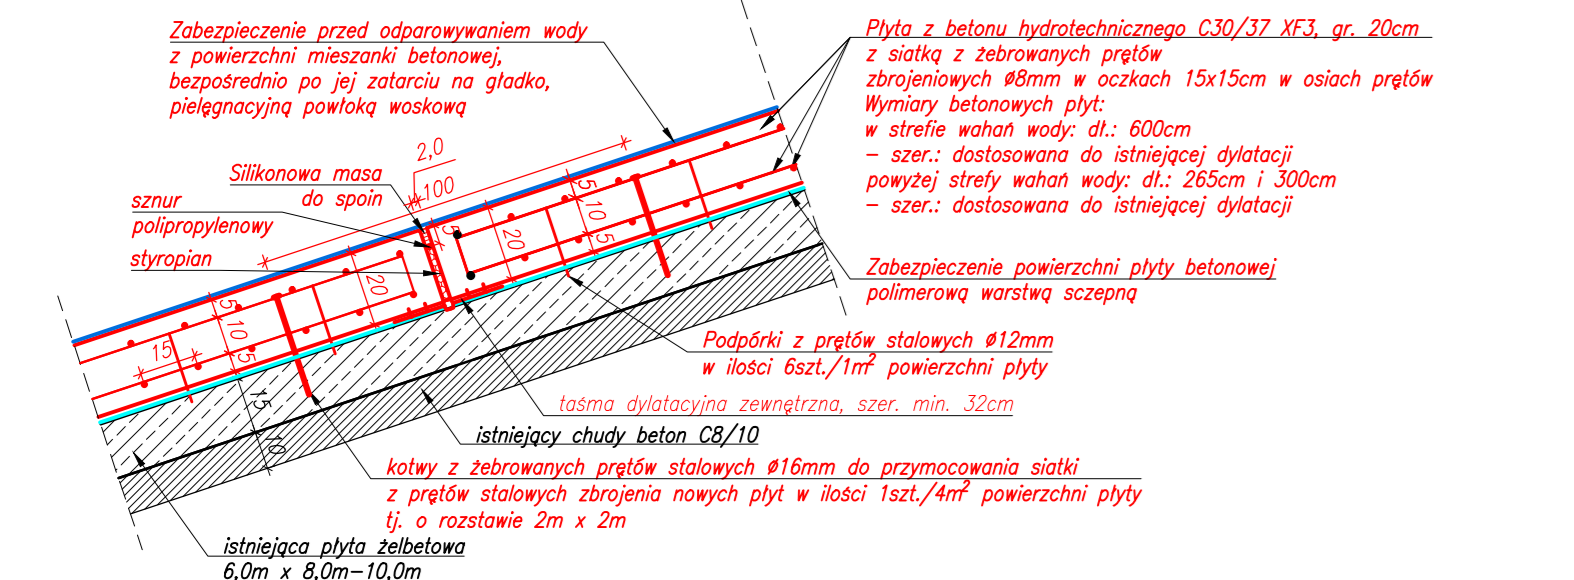 Zabezpieczenie przed odparowywaniem wody
z powierzchni mieszanki betonowej,
bezpośrednio po jej zatarciu na gładko,
pielęgnacyjną powłoką woskową
Płyta z betonu hydrotechnicznego C30/37 XF3, gr. 20cm
z siatką z żebrowanych prętów
zbrojeniowych ø8mm w oczkach 15x15cm w osiach prętów
Wymiary betonowych płyt:
w strefie wahań wody: dł.: 600cm
– szer.: dostosowana do istniejącej dylatacji
powyżej strefy wahań wody: dł.: 265cm i 300cm
– szer.: dostosowana do istniejącej dylatacji
2,0
100
Silikonowa masa
do spoin
sznur
polipropylenowy
styropian
5
10
5
20
5
20
5
10
5
15
15
10
Zabezpieczenie powierzchni płyty betonowej
polimerową warstwą sczepną
Podpórki z prętów stalowych ø12mm
w ilości 6szt./1m² powierzchni płyty
taśma dylatacyjna zewnętrzna, szer. min. 32cm
istniejący chudy beton C8/10
kotwy z żebrowanych prętów stalowych ø16mm do przymocowania siatki
z prętów stalowych zbrojenia nowych płyt w ilości 1szt./4m² powierzchni płyty
tj. o rozstawie 2m x 2m
istniejąca płyta żelbetowa
6,0m x 8,0m–10,0m